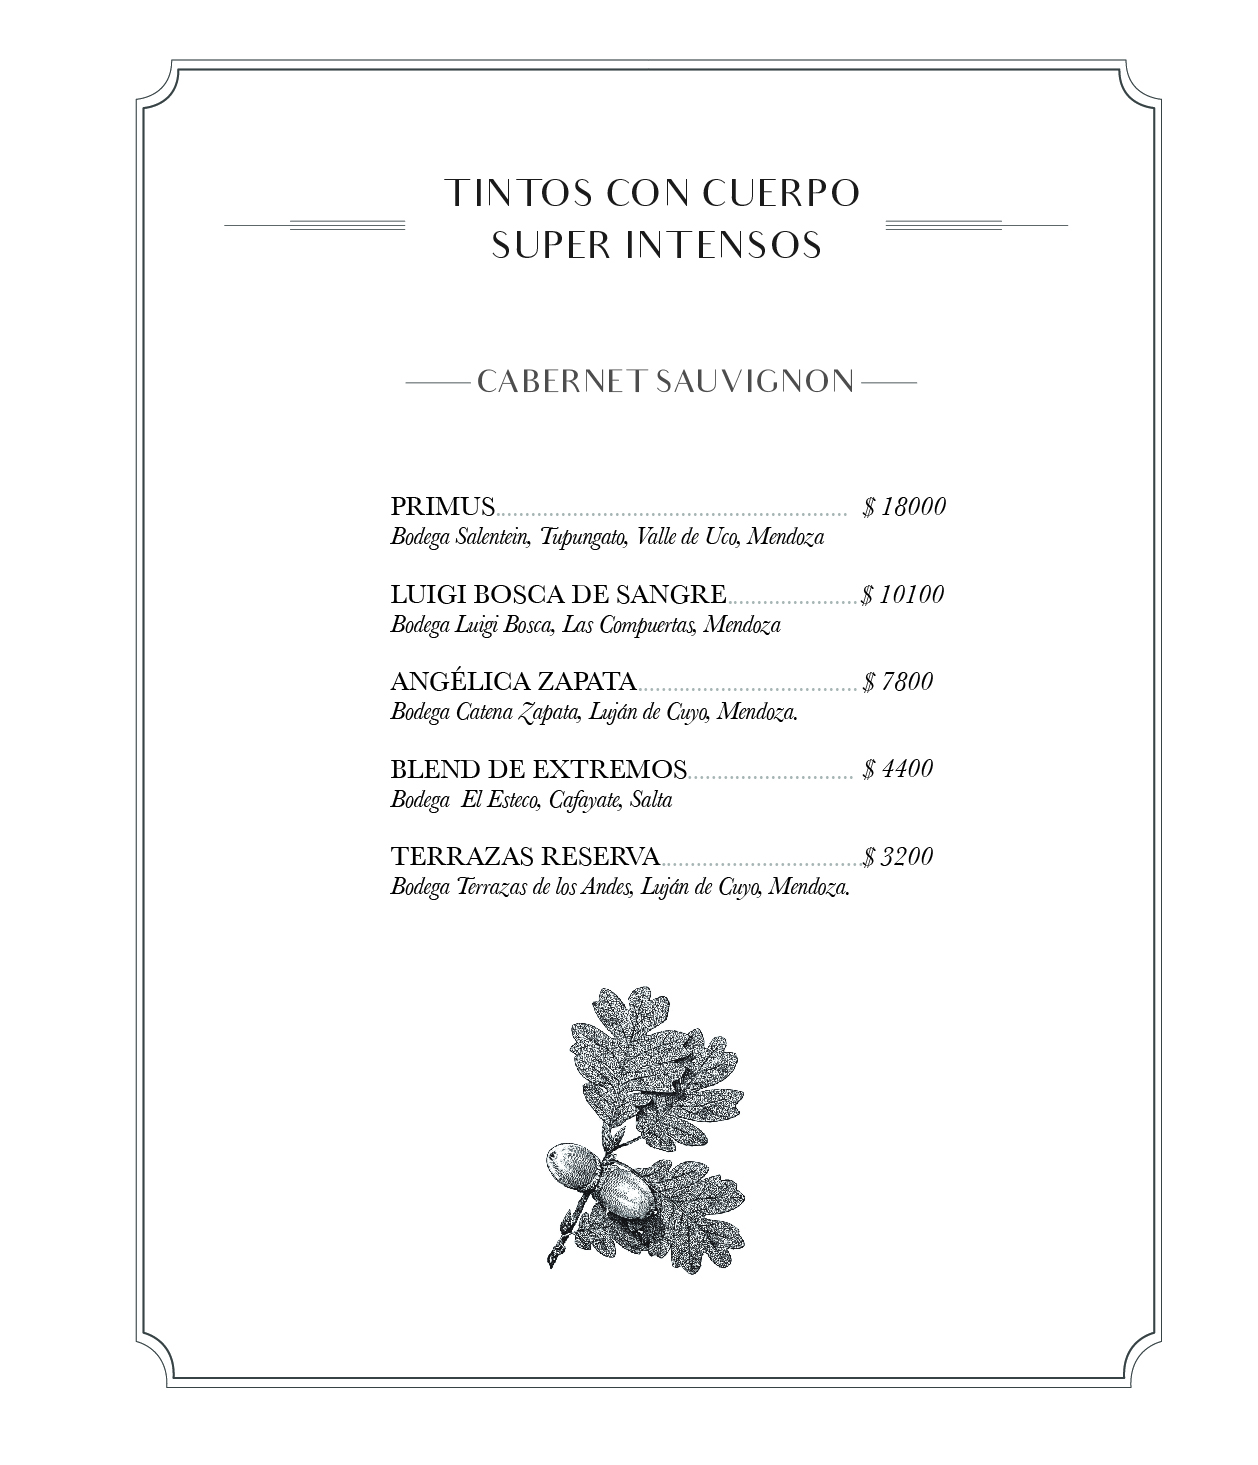 TINTOS CON CUERPO
SUPER INTENSOS
CABERNET SAUVIGNON
PRIMUS............................................................ $ 18000
Bodega Salentein, Tupungato, Valle de Uco, Mendoza
LUIGI BOSCA DE SANGRE.......................$ 10100
Bodega Luigi Bosca, Las Compuertas, Mendoza
ANGÉLICA ZAPATA......................................$ 7800
Bodega Catena Zapata, Luján de Cuyo, Mendoza.
BLEND DE EXTREMOS............................ $ 4400
Bodega El Esteco, Cafayate, Salta
TERRAZAS RESERVA...................................$ 3200
Bodega Terrazas de los Andes, Luján de Cuyo, Mendoza.